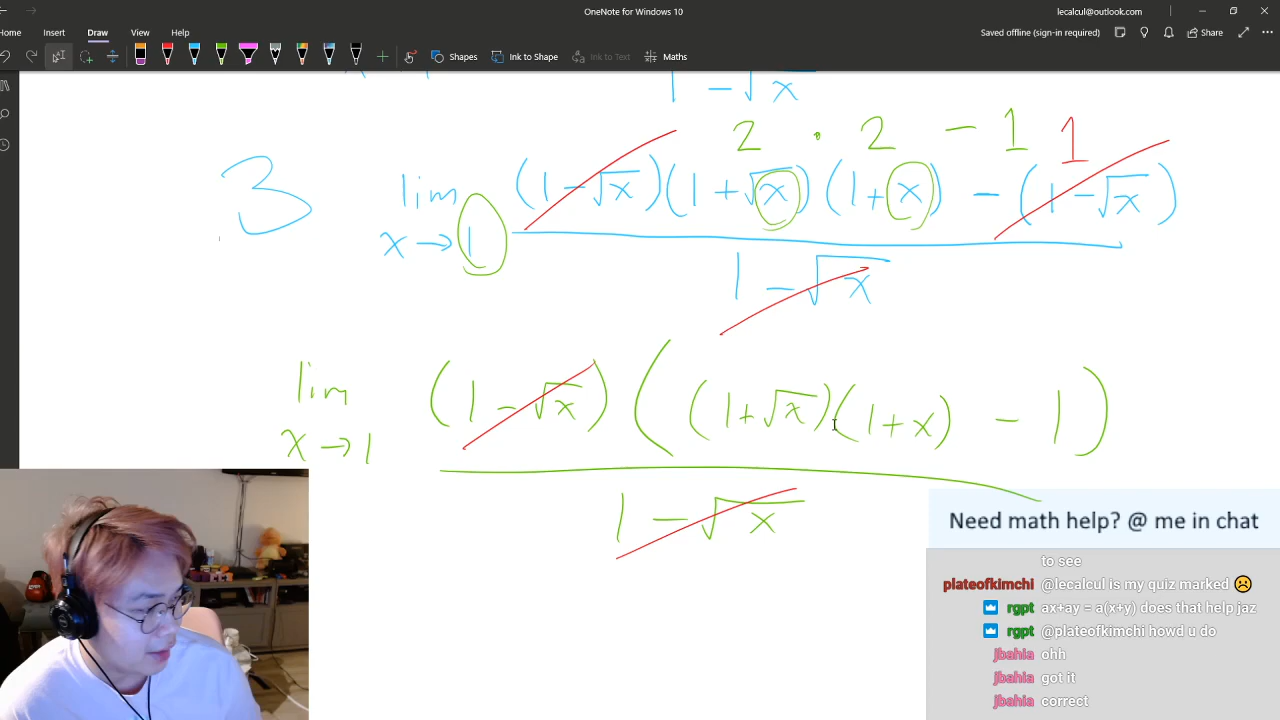 OneNote for Windows 10
lecalcul@outlook.com
Home Insert Draw View Help
Saved offline (sign-in required) Share
Shapes Ink to Shape Ink to Text Maths
1 - √x
2 · 2 - 1 1
3 lim x→1 (1-√x)(1+√x)(1+x) - (1-√x)
1 - √x
lim x→1 (1-√x)((1+√x)(1+x) - 1)
1 - √x
Need math help? @ me in chat
to see
plateofkimchi @lecalcul is my quiz marked ☹️
rgpt ax+ay = a(x+y) does that help jaz
rgpt @plateofkimchi howd u do
jbahia ohh
jbahia got it
jbahia correct